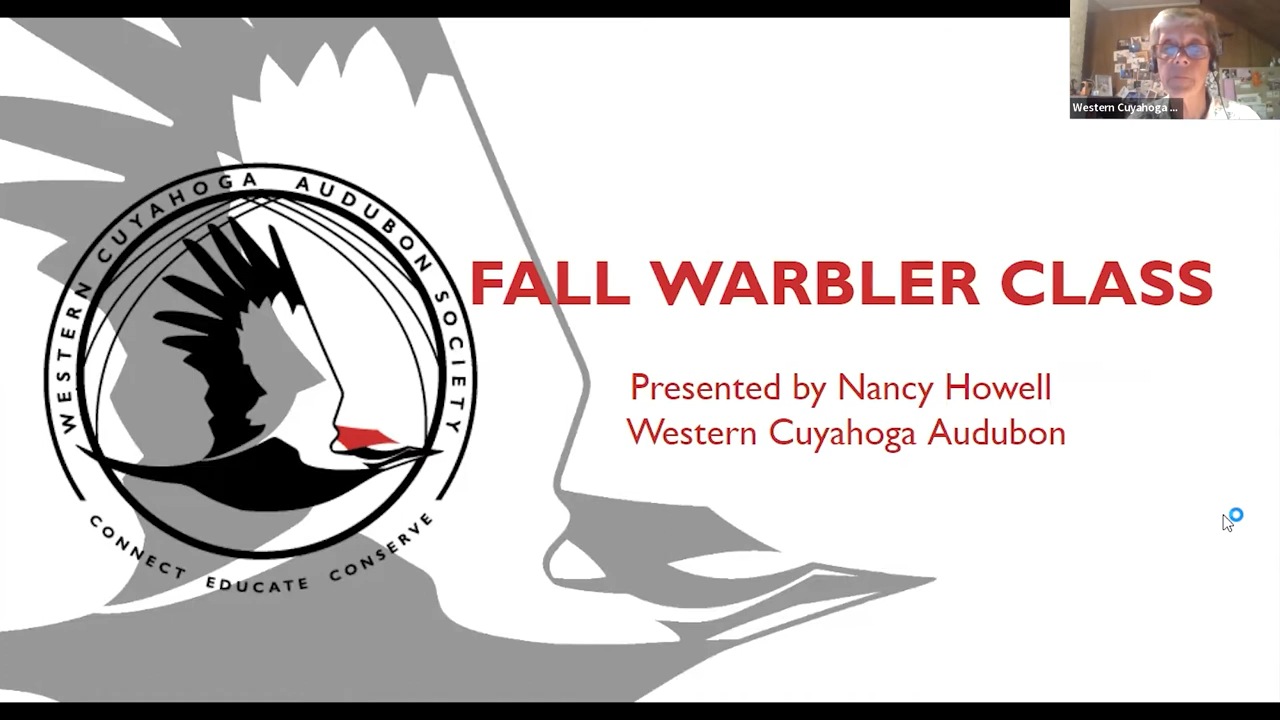 Western Cuyahoga ...
WESTERN CUYAHOGA AUDUBON SOCIETY
CONNECT EDUCATE CONSERVE
FALL WARBLER CLASS
Presented by Nancy Howell
Western Cuyahoga Audubon